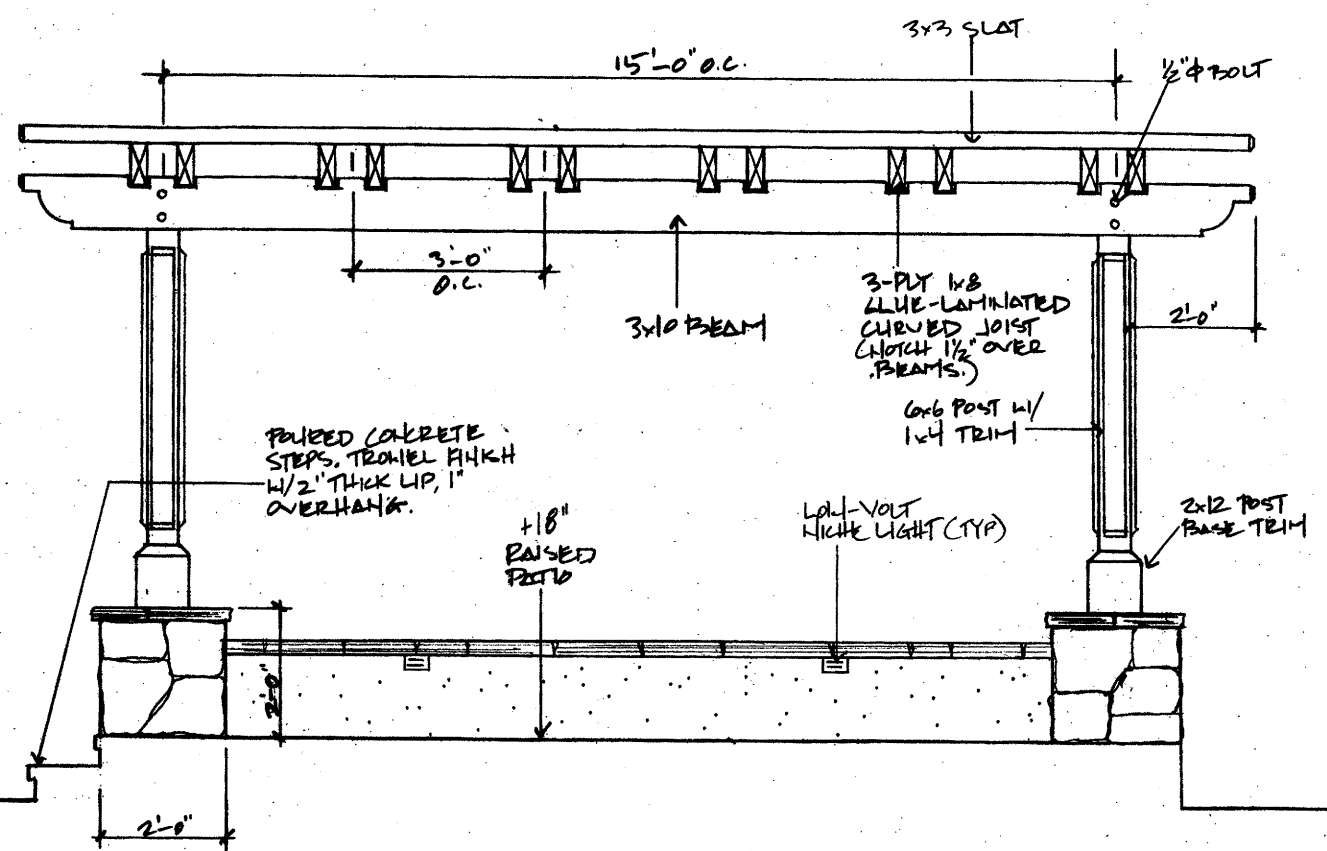 3x3 SLAT
15'-0" O.C.
1/2" Φ BOLT
3'-0"
O.C.
3x10 BEAM
3-PLY 1x8
GLUE-LAMINATED
CURVED JOIST
(NOTCH 1 1/2" OVER
BEAMS.)
2'-0"
6x6 POST W/
1x4 TRIM
POURED CONCRETE
STEPS. TROWEL FINISH
W/2" THICK LIP, 1"
OVERHANG.
+18"
RAISED
PATIO
LOW-VOLT
NICHE LIGHT (TYP)
2x12 POST
BASE TRIM
2'-0"
2'-0"